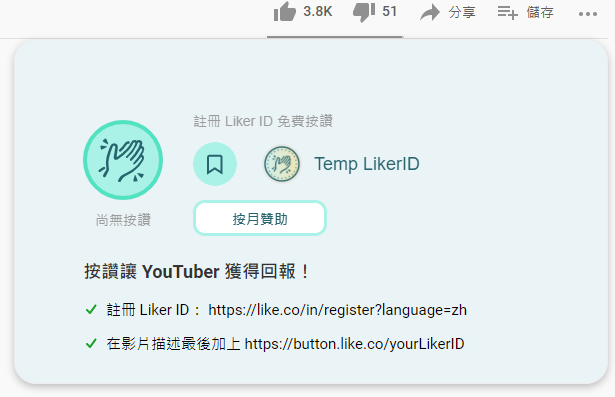 3.8K 51 分享 儲存
註冊 Liker ID 免費按讚
Temp LikerID
尚無按讚
按月贊助
按讚讓 YouTuber 獲得回報！
註冊 Liker ID： https://like.co/in/register?language=zh
在影片描述最後加上 https://button.like.co/yourLikerID